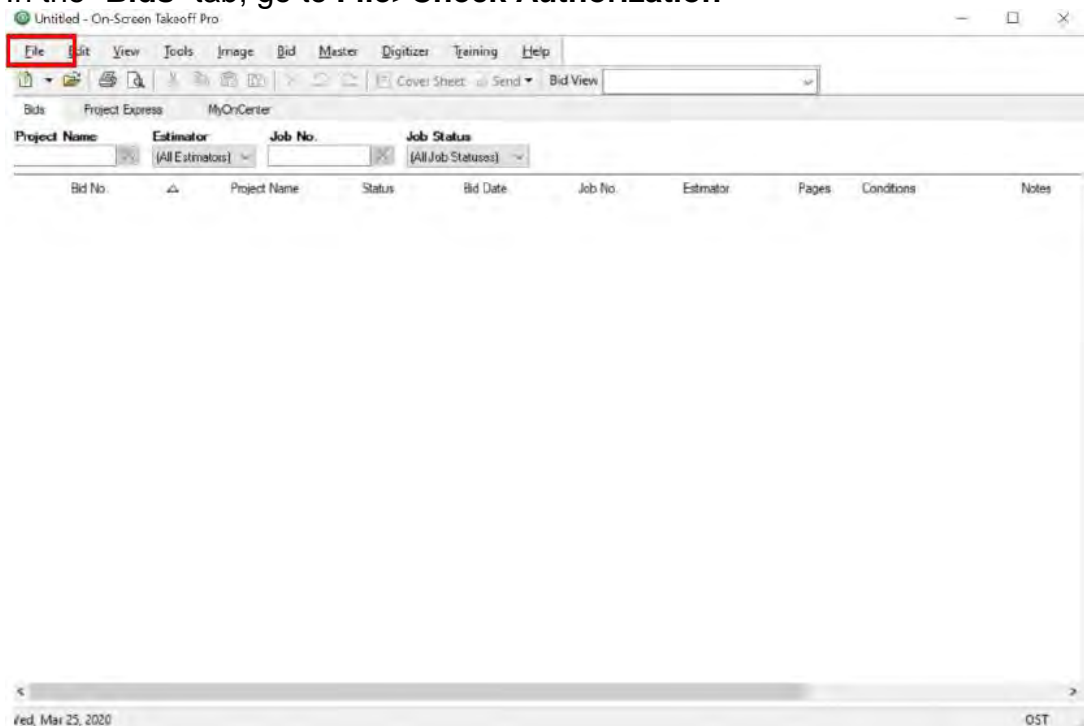 in the "Bids" tab, go to File>Check Authorization
Untitled - On-Screen Takeoff Pro
File Edit View Tools Image Bid Master Digitizer Training Help
Cover Sheet Send Bid View
Bids Project Express MyOnCenter
Project Name Estimator Job No. Job Status
(All Estimators) (All Job Statuses)
Bid No. Project Name Status Bid Date Job No. Estimator Pages Conditions Notes
Wed, Mar 25, 2020 OST